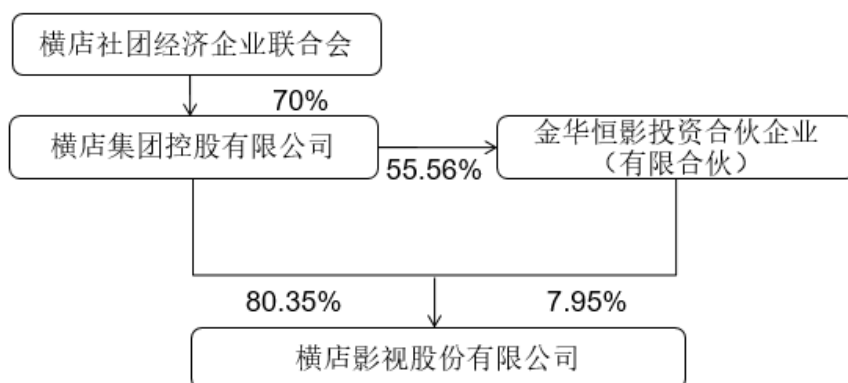 横店社团经济企业联合会
70%
横店集团控股有限公司
55.56%
金华恒影投资合伙企业
（有限合伙）
80.35%
7.95%
横店影视股份有限公司